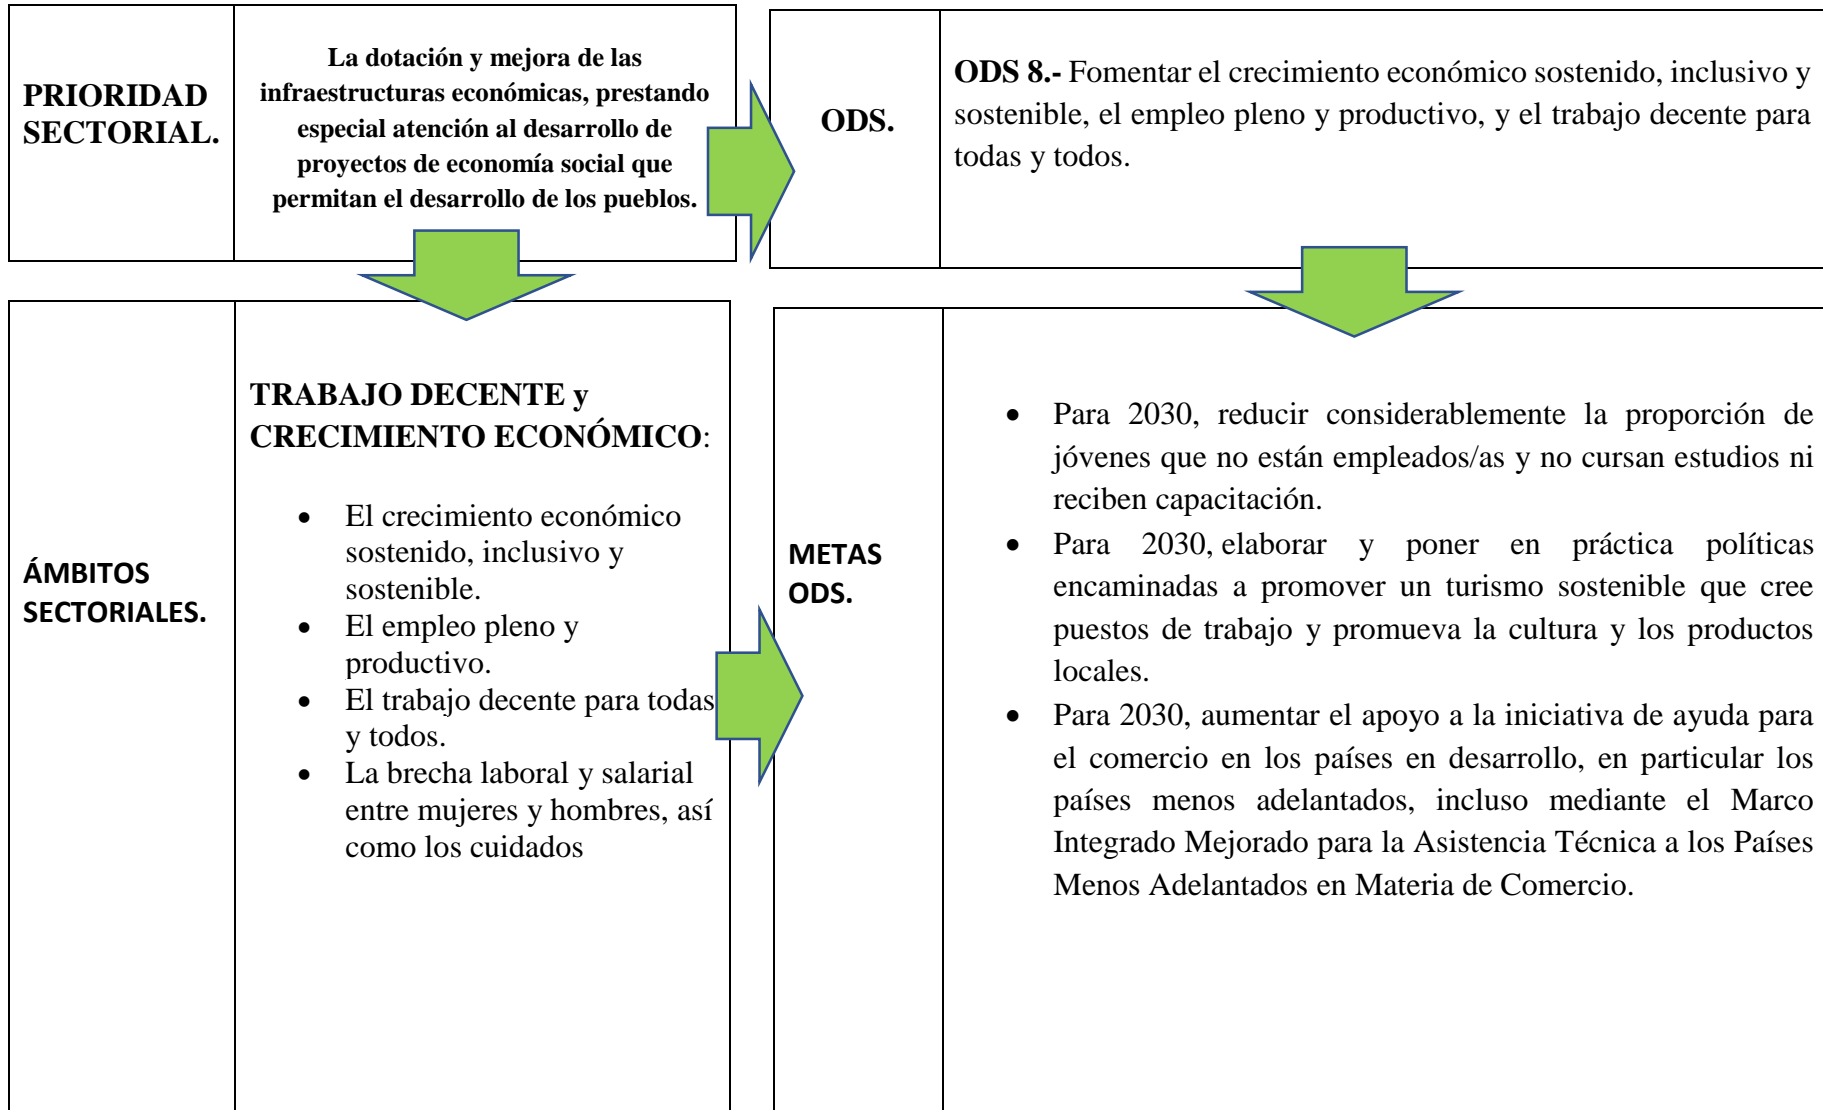 PRIORIDAD
SECTORIAL.
La dotación y mejora de las
infraestructuras económicas, prestando
especial atención al desarrollo de
proyectos de economía social que
permitan el desarrollo de los pueblos.
ODS.
ODS 8.- Fomentar el crecimiento económico sostenido, inclusivo y
sostenible, el empleo pleno y productivo, y el trabajo decente para
todas y todos.
ÁMBITOS
SECTORIALES.
TRABAJO DECENTE y
CRECIMIENTO ECONÓMICO:
• El crecimiento económico
sostenido, inclusivo y
sostenible.
• El empleo pleno y
productivo.
• El trabajo decente para todas
y todos.
• La brecha laboral y salarial
entre mujeres y hombres, así
como los cuidados
METAS
ODS.
• Para 2030, reducir considerablemente la proporción de
jóvenes que no están empleados/as y no cursan estudios ni
reciben capacitación.
• Para 2030, elaborar y poner en práctica políticas
encaminadas a promover un turismo sostenible que cree
puestos de trabajo y promueva la cultura y los productos
locales.
• Para 2030, aumentar el apoyo a la iniciativa de ayuda para
el comercio en los países en desarrollo, en particular los
países menos adelantados, incluso mediante el Marco
Integrado Mejorado para la Asistencia Técnica a los Países
Menos Adelantados en Materia de Comercio.